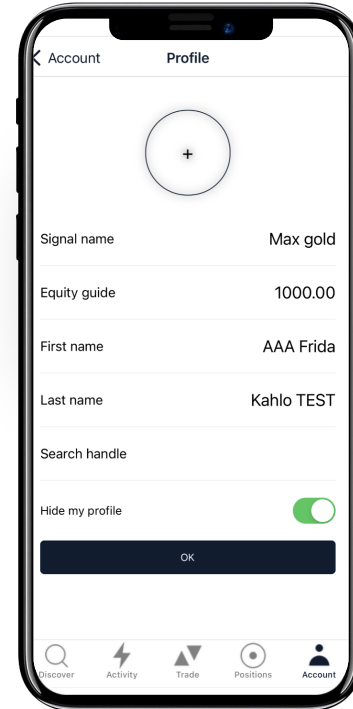 Account Profile
+
Signal name Max gold
Equity guide 1000.00
First name AAA Frida
Last name Kahlo TEST
Search handle
Hide my profile
OK
Discover Activity Trade Positions Account